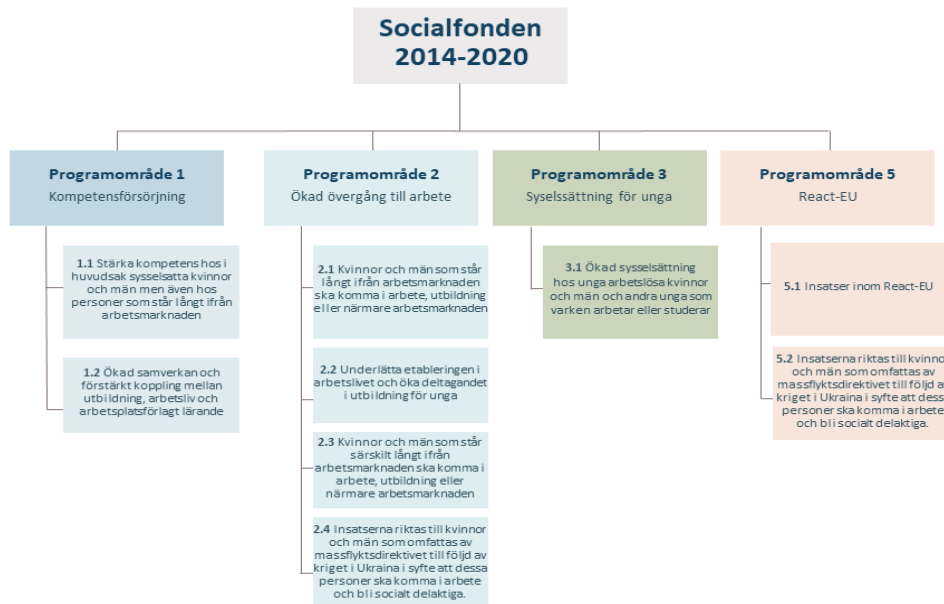 Socialfonden
2014-2020
Programområde 1
Kompetensförsörjning
1.1 Stärka kompetens hos i
huvudsak sysselsatta kvinnor
och män men även hos
personer som står långt ifrån
arbetsmarknaden
1.2 Ökad samverkan och
förstärkt koppling mellan
utbildning, arbetsliv och
arbetsplatsförlagt lärande
Programområde 2
Ökad övergång till arbete
2.1 Kvinnor och män som står
långt ifrån arbetsmarknaden
ska komma i arbete, utbildning
eller närmare arbetsmarknaden
2.2 Underlätta etableringen i
arbetslivet och öka deltagandet
i utbildning för unga
2.3 Kvinnor och män som står
särskilt långt ifrån
arbetsmarknaden ska komma i
arbete, utbildning eller
närmare arbetsmarknaden
2.4 Insatserna riktas till kvinnor
och män som omfattas av
massflyktsdirektivet till följd av
kriget i Ukraina i syfte att dessa
personer ska komma i arbete
och bli socialt delaktiga.
Programområde 3
Syselssättning för unga
3.1 Ökad sysselsättning
hos unga arbetslösa kvinnor
och män och andra unga som
varken arbetar eller studerar
Programområde 5
React-EU
5.1 Insatser inom React-EU
5.2 Insatserna riktas till kvinnor
och män som omfattas av
massflyktsdirektivet till följd av
kriget i Ukraina i syfte att dessa
personer ska komma i arbete
och bli socialt delaktiga.